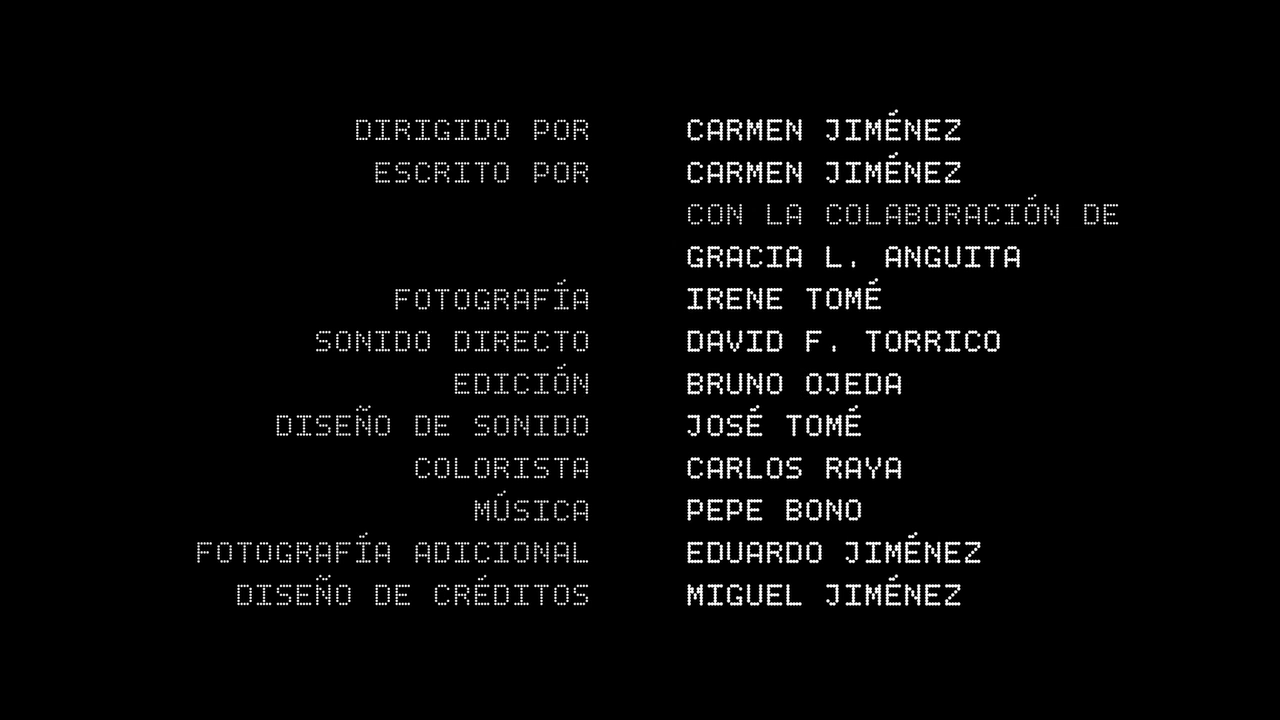 DIRIGIDO POR CARMEN JIMÉNEZ
ESCRITO POR CARMEN JIMÉNEZ
CON LA COLABORACIÓN DE
GRACIA L. ANGUITA
FOTOGRAFÍA IRENE TOMÉ
SONIDO DIRECTO DAVID F. TORRICO
EDICIÓN BRUNO OJEDA
DISEÑO DE SONIDO JOSÉ TOMÉ
COLORISTA CARLOS RAYA
MÚSICA PEPE BONO
FOTOGRAFÍA ADICIONAL EDUARDO JIMÉNEZ
DISEÑO DE CRÉDITOS MIGUEL JIMÉNEZ